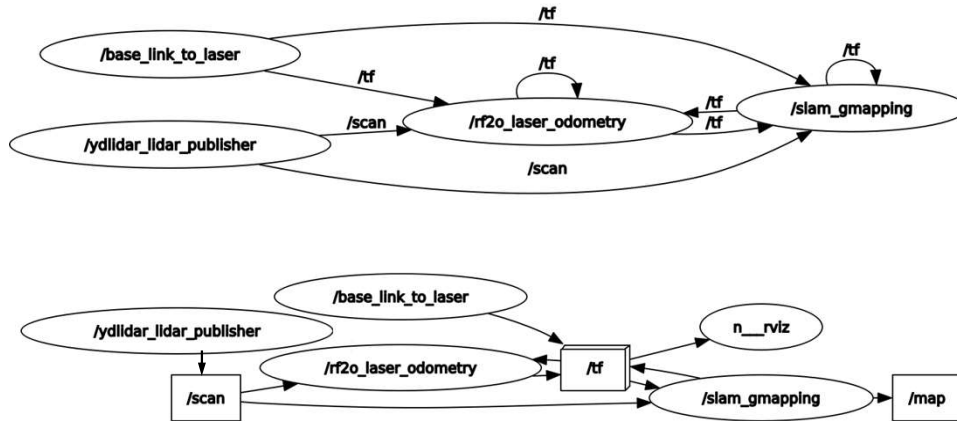 /tf
/base_link_to_laser
/tf
/tf
/tf
/tf
/slam_gmapping
/scan
/rf2o_laser_odometry
/tf
/ydlidar_lidar_publisher
/scan
/base_link_to_laser
/ydlidar_lidar_publisher
n___rviz
/rf2o_laser_odometry
/tf
/scan
/slam_gmapping
/map